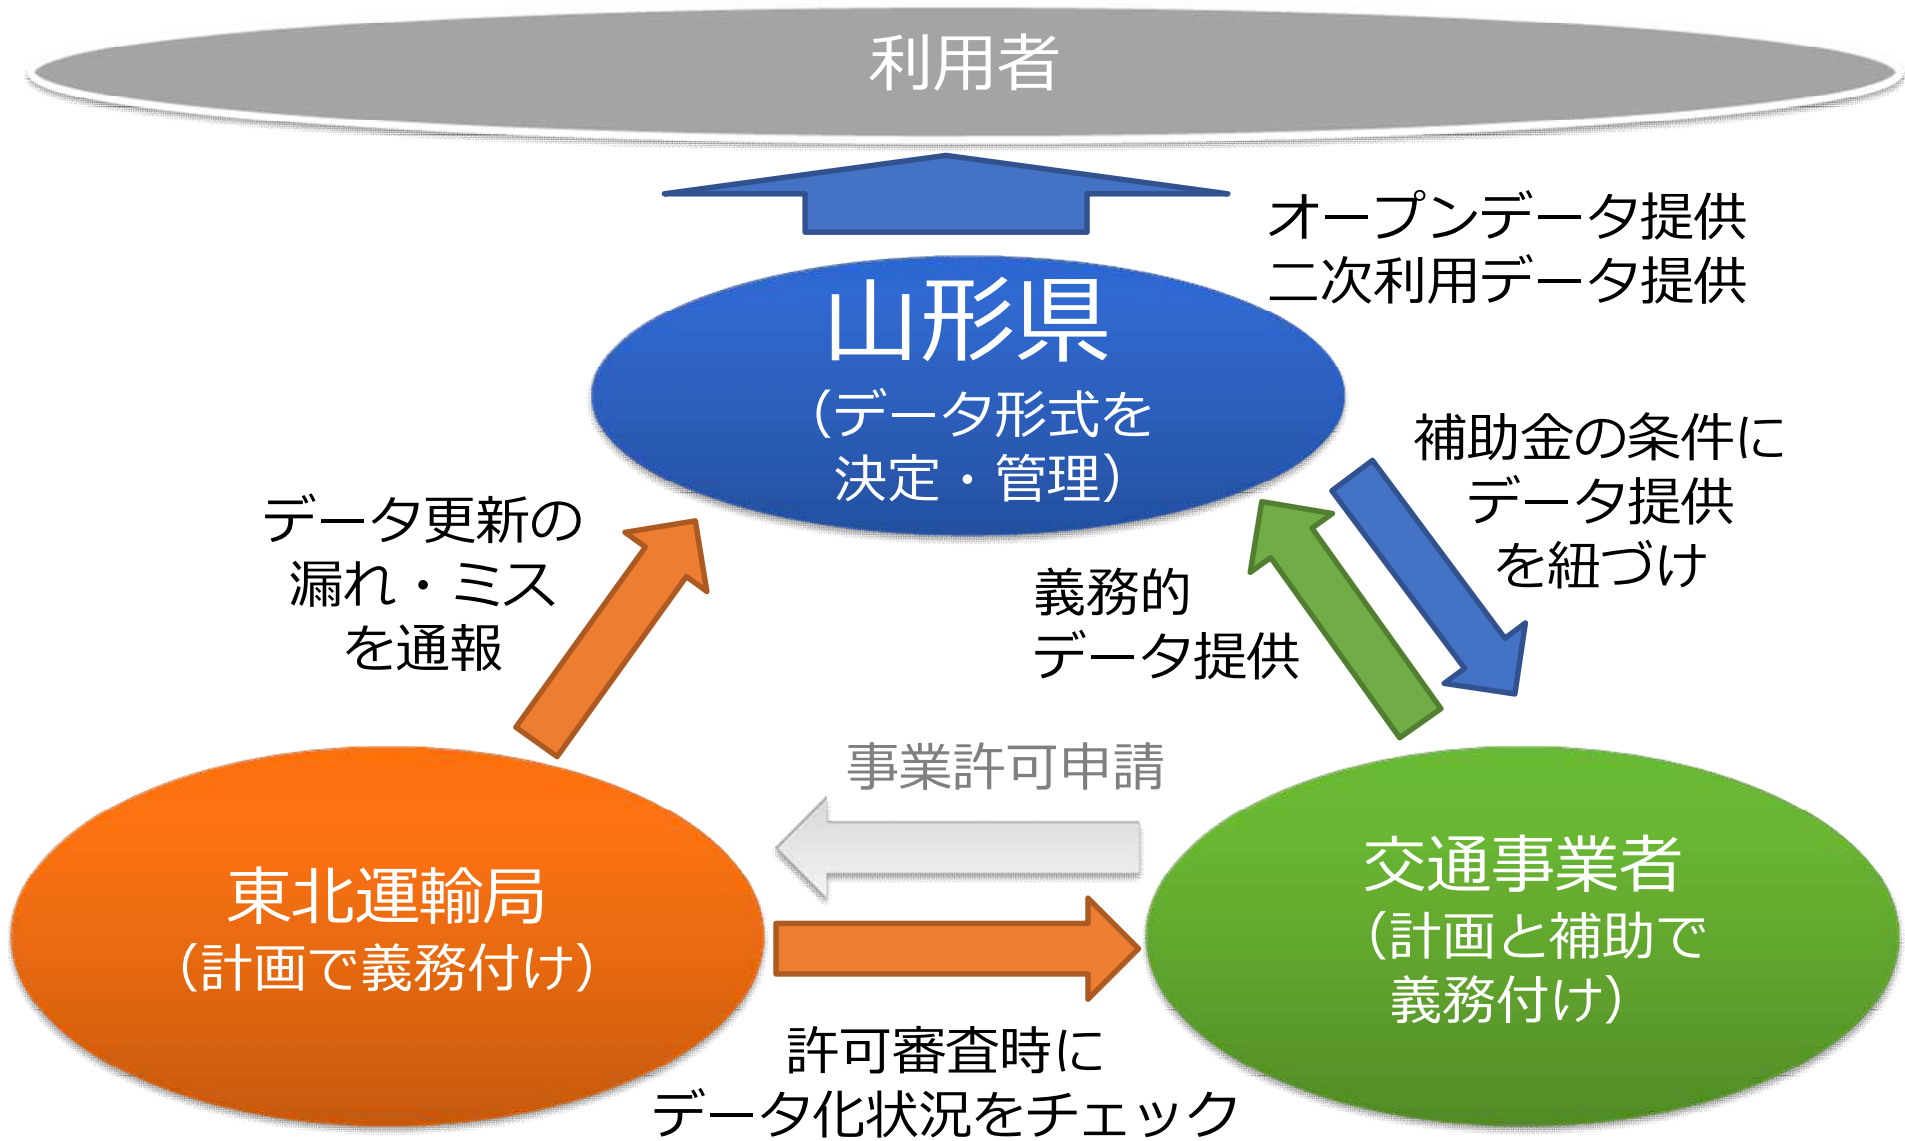 利用者
オープンデータ提供
二次利用データ提供
山形県
（データ形式を
決定・管理）
補助金の条件に
データ提供
を紐づけ
データ更新の
漏れ・ミス
を通報
義務的
データ提供
事業許可申請
東北運輸局
（計画で義務付け）
交通事業者
（計画と補助で
義務付け）
許可審査時に
データ化状況をチェック